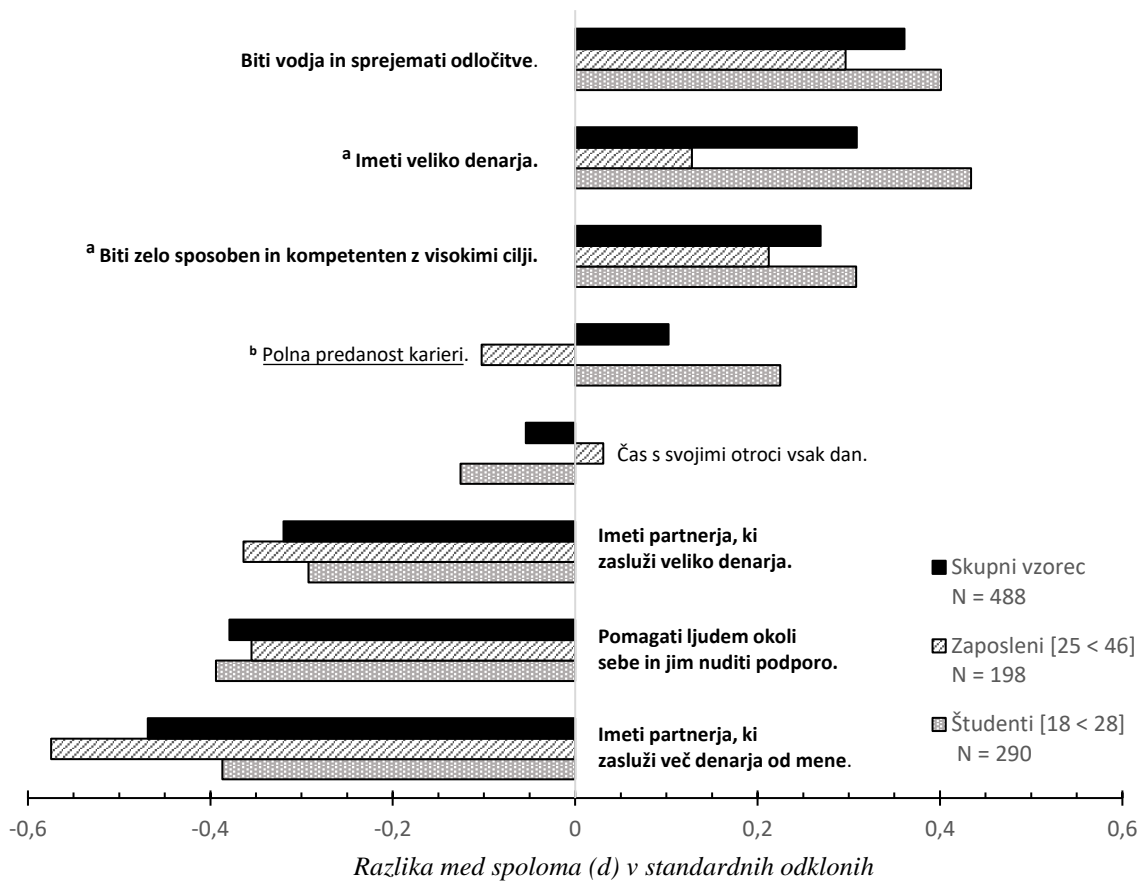 Biti vodja in sprejemati odločitve.
a Imeti veliko denarja.
a Biti zelo sposoben in kompetenten z visokimi cilji.
b Polna predanost karieri.
Čas s svojimi otroci vsak dan.
Imeti partnerja, ki
zasluži veliko denarja.
Pomagati ljudem okoli
sebe in jim nuditi podporo.
Imeti partnerja, ki
zasluži več denarja od mene.
Skupni vzorec
N = 488
Zaposleni [25 < 46]
N = 198
Študenti [18 < 28]
N = 290
-0,6 -0,4 -0,2 0 0,2 0,4 0,6
Razlika med spoloma (d) v standardnih odklonih